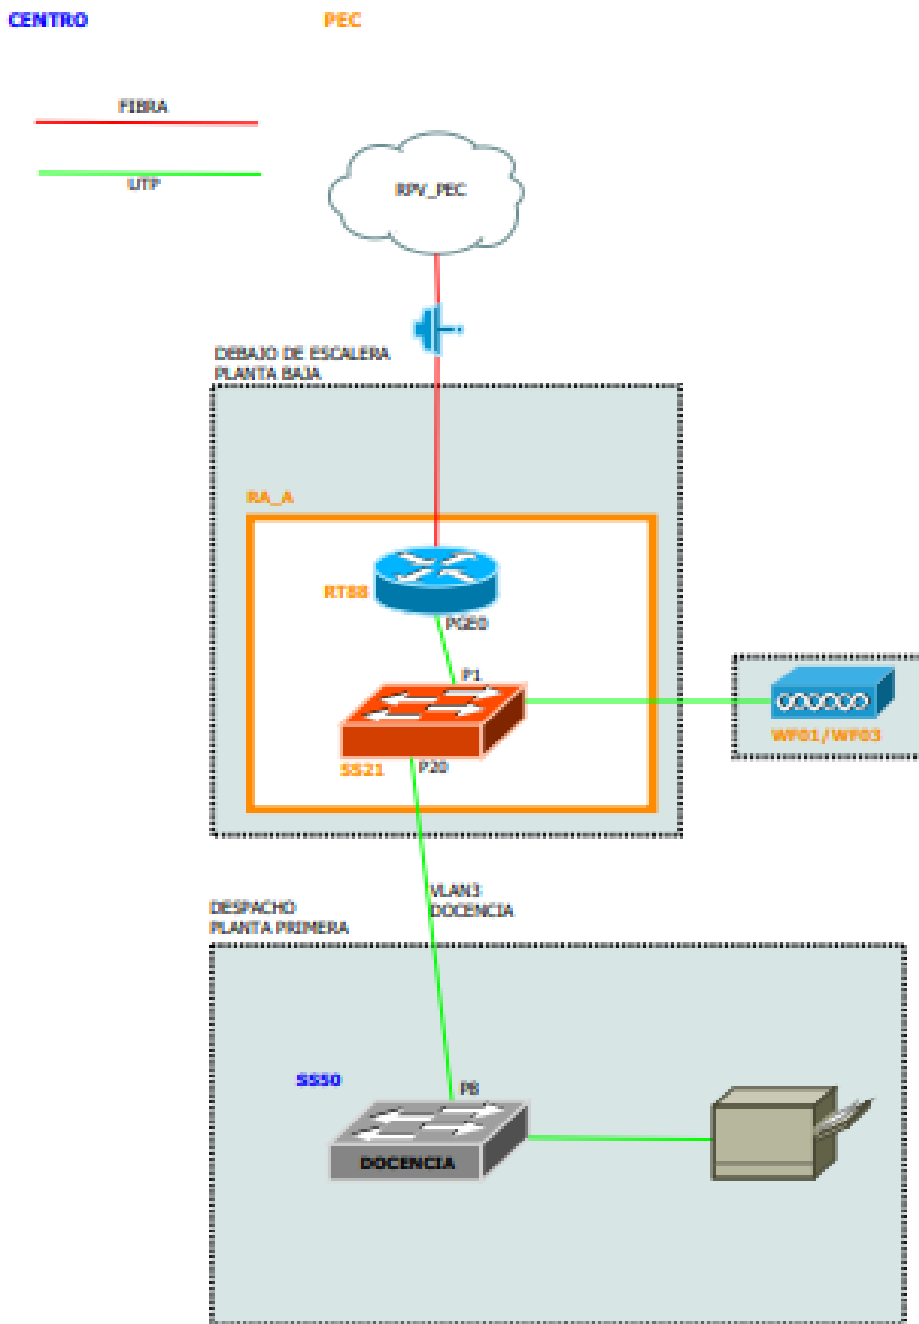 CENTRO
PEC
FIBRA
UTP
RPV_PEC
DEBAJO DE ESCALERA
PLANTA BAJA
RA_A
RT88
PGE0
P1
WF01/WF03
SS21
P20
VLAN3
DOCENCIA
DESPACHO
PLANTA PRIMERA
SS50
P8
DOCENCIA